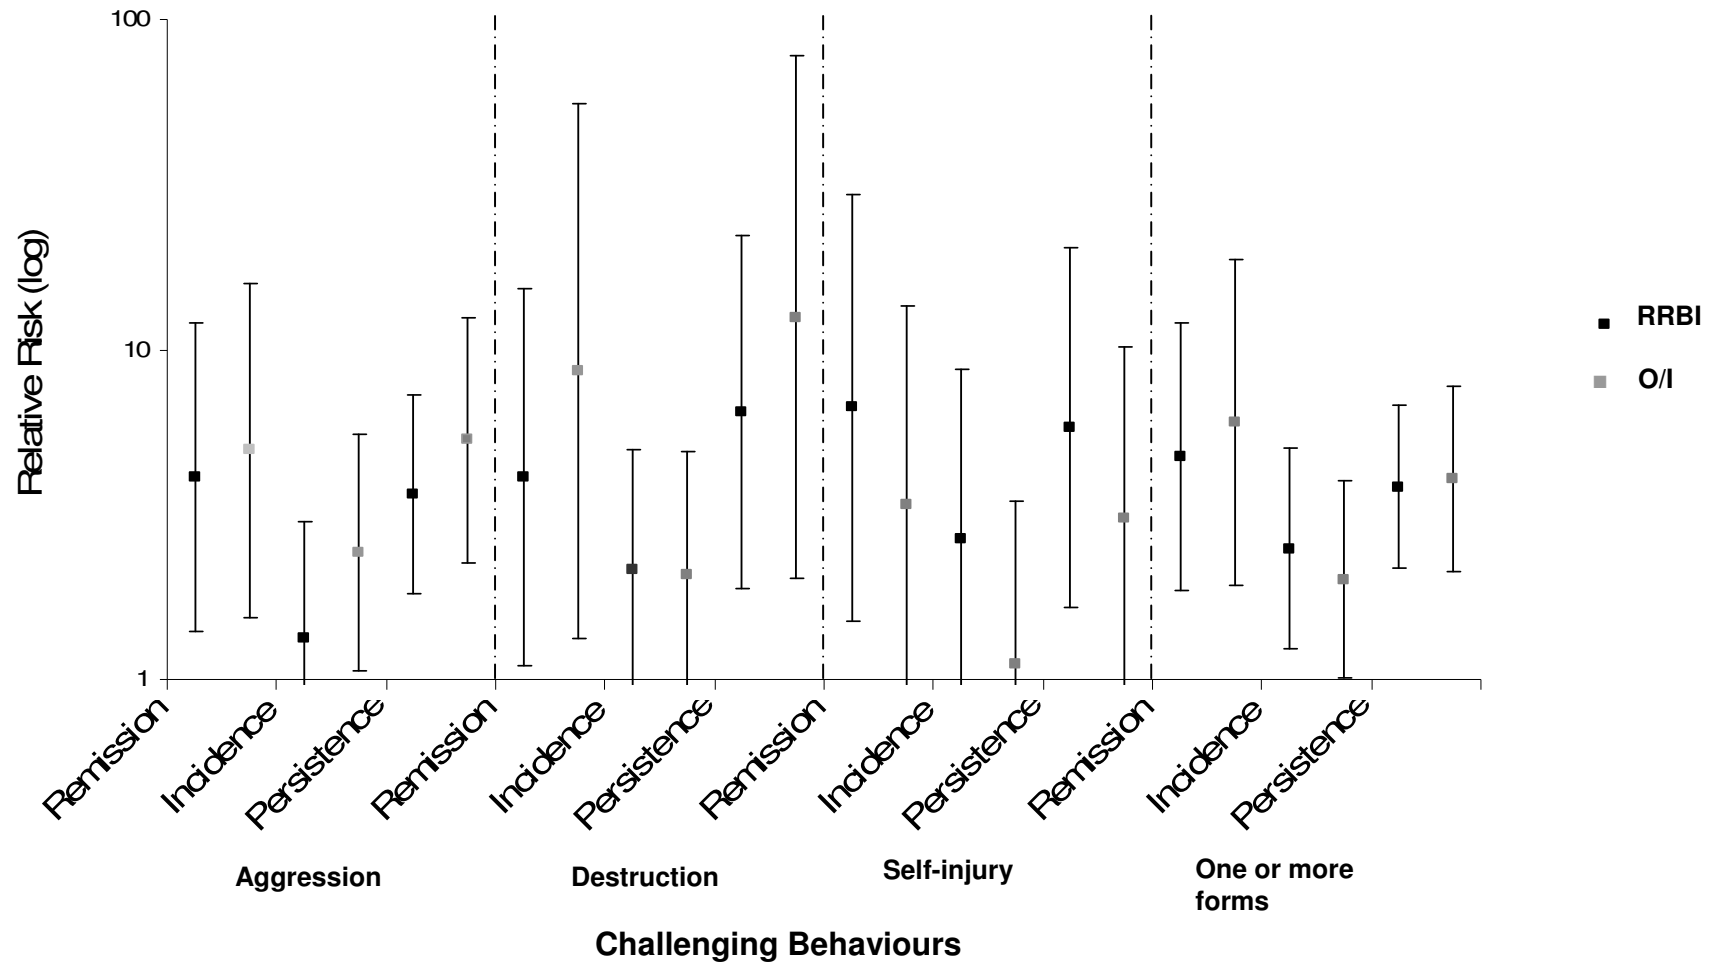 100
10
1
Relative Risk (log)
Remission
Incidence
Persistence
Remission
Incidence
Persistence
Remission
Incidence
Persistence
Remission
Incidence
Persistence
Aggression
Destruction
Self-injury
One or more
forms
Challenging Behaviours
RRBI
O/I